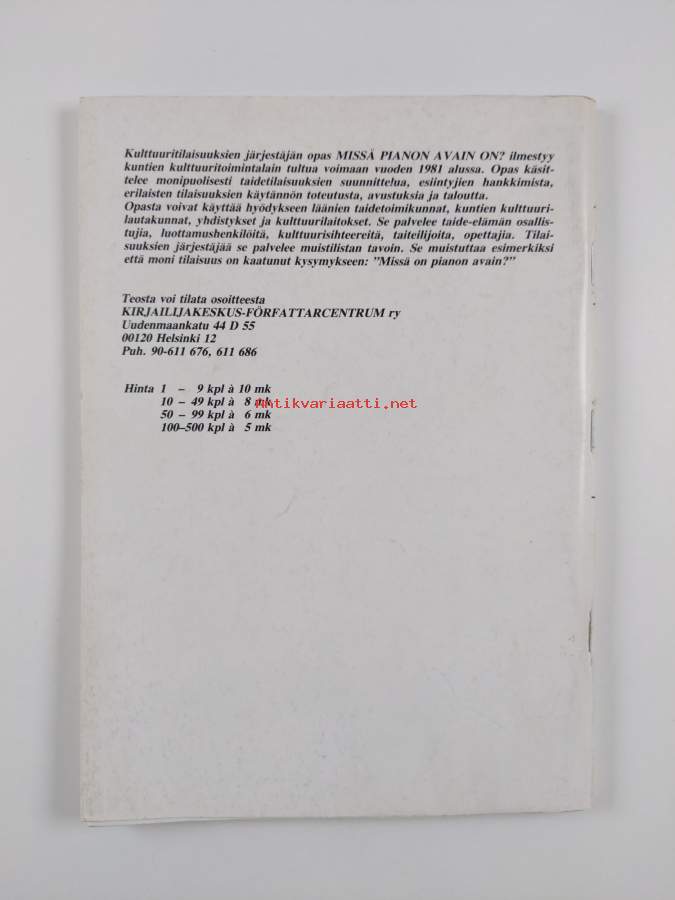 Kulttuuritilaisuuksien järjestäjän opas MISSÄ PIANON AVAIN ON? ilmestyy
kuntien kulttuuritoimintalain tultua voimaan vuoden 1981 alussa. Opas käsit-
telee monipuolisesti taidetilaisuuksien suunnittelua, esiintyjien hankkimista,
erilaisten tilaisuuksien käytännön toteutusta, avustuksia ja taloutta.
Opasta voivat käyttää hyödykseen läänien taidetoimikunnat, kuntien kulttuuri-
lautakunnat, yhdistykset ja kulttuurilaitokset. Se palvelee taide-elämän osallis-
tujia, luottamushenkilöitä, kulttuurisihteereitä, taiteilijoita, opettajia. Tilai-
suuksien järjestäjää se palvelee muistilistan tavoin. Se muistuttaa esimerkiksi
että moni tilaisuus on kaatunut kysymykseen: ”Missä on pianon avain?”
Teosta voi tilata osoitteesta
KIRJAILIJAKESKUS-FÖRFATTARCENTRUM ry
Uudenmaankatu 44 D 55
00120 Helsinki 12
Puh. 90-611 676, 611 686
Hinta 1 – 9 kpl à 10 mk
10 – 49 kpl à 8 mk
Antikvariaatti.net
50 – 99 kpl à 6 mk
100–500 kpl à 5 mk